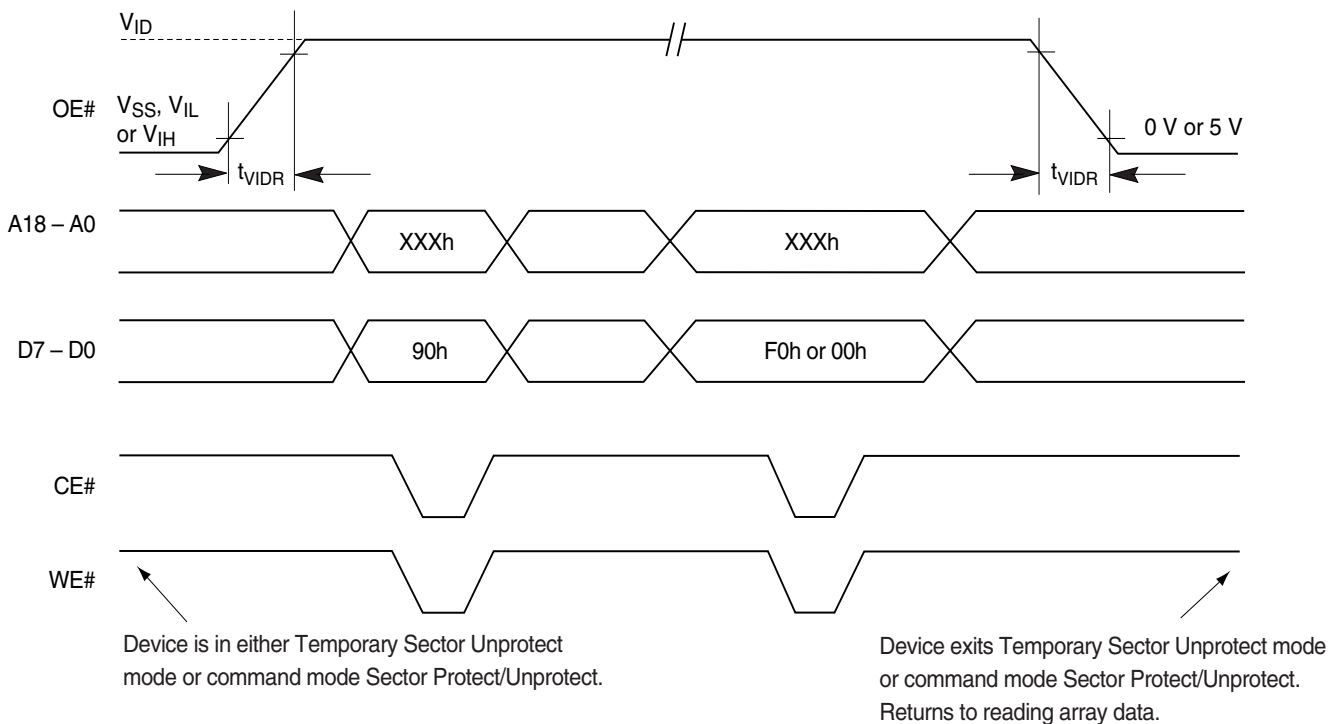 VID
OE#
VSS, VIL
or VIH
0 V or 5 V
tVIDR
tVIDR
A18 – A0
XXXh
XXXh
D7 – D0
90h
F0h or 00h
CE#
WE#
Device is in either Temporary Sector Unprotect
mode or command mode Sector Protect/Unprotect.
Device exits Temporary Sector Unprotect mode
or command mode Sector Protect/Unprotect.
Returns to reading array data.